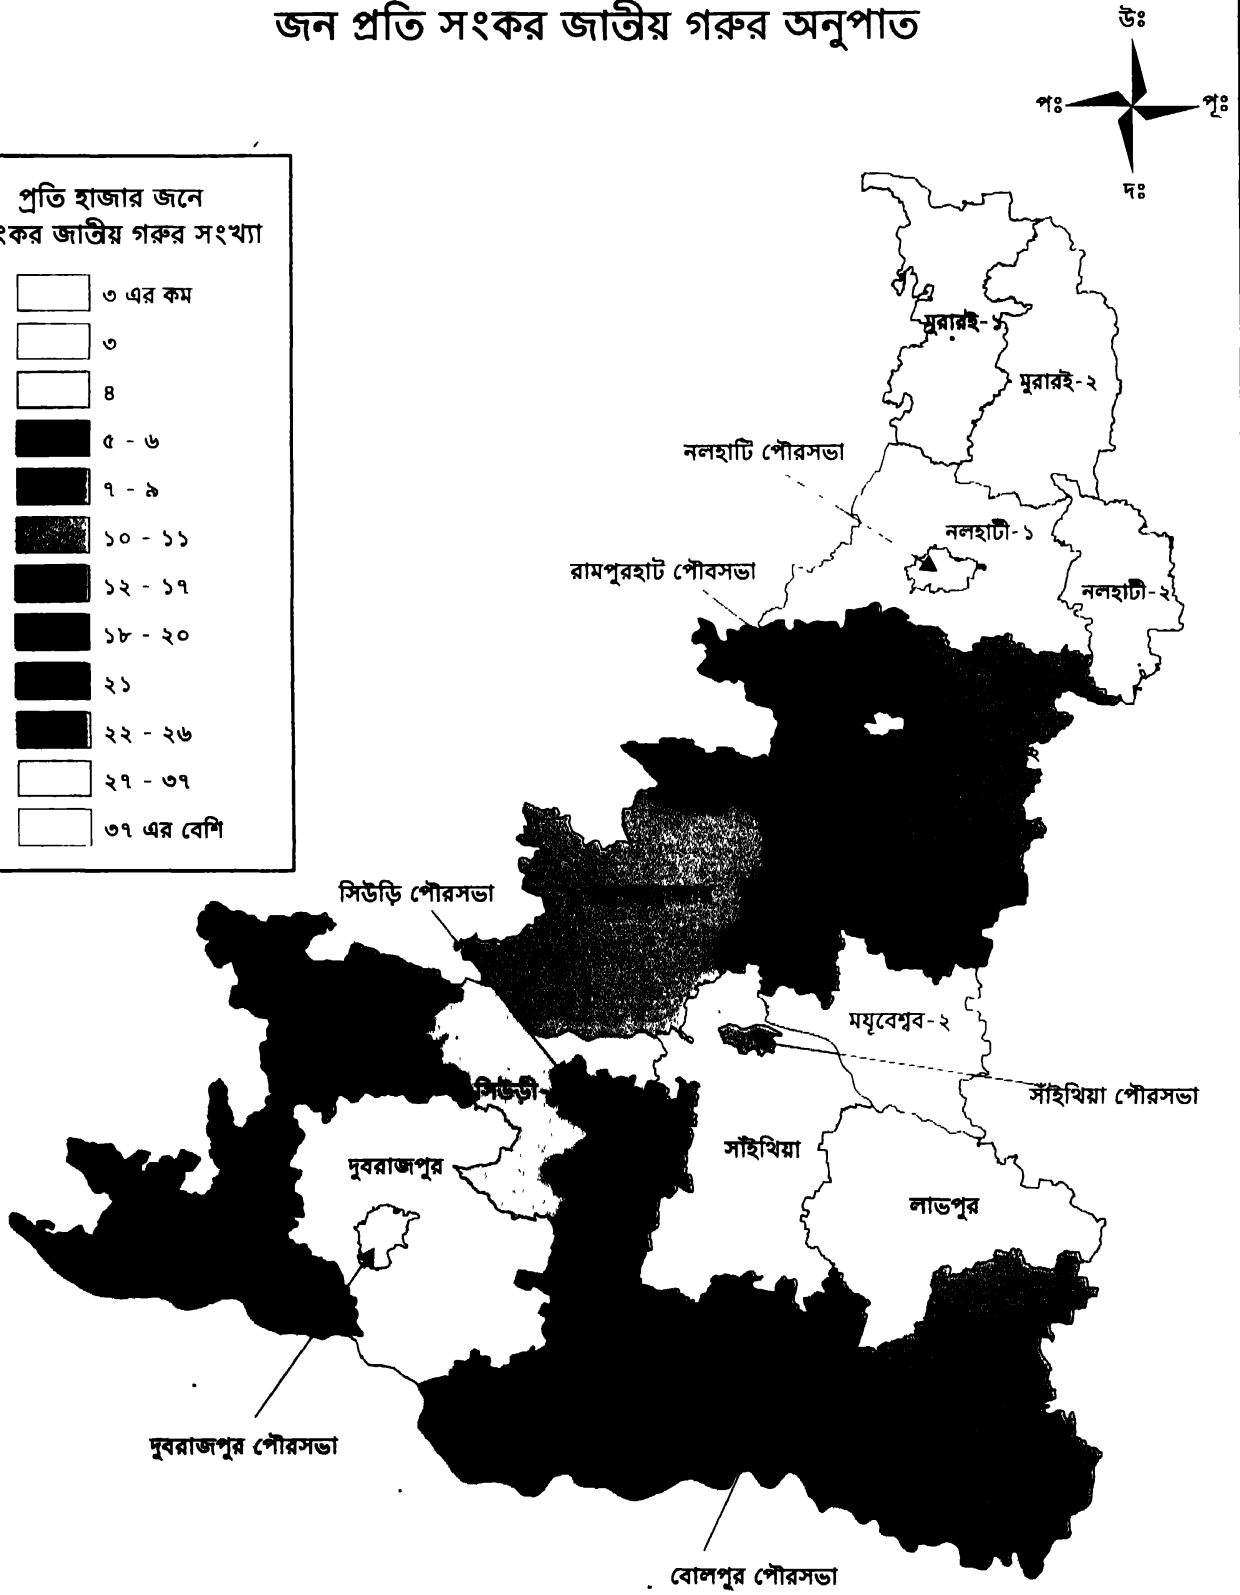 জন প্রতি সংকর জাতীয় গরুর অনুপাত
উঃ
পঃ
পূঃ
দঃ
প্রতি হাজার জনে
ংকর জাতীয় গরুর সংখ্যা
৩ এর কম
৩
৪
৫ - ৬
৭ - ৯
১০ - ১১
১২ - ১৭
১৮ - ২০
২১
২২ - ২৬
২৭ - ৩৭
৩৭ এর বেশি
মুরারই-১
মুরারই-২
নলহাটি পৌরসভা
নলহাটী-১
রামপুরহাট পৌবসভা
নলহাটী-২
সিউড়ি পৌরসভা
মযূবেশ্বব-২
সিউড়ী
সাঁইথিয়া পৌরসভা
সাঁইথিয়া
দুবরাজপুর
লাভপুর
দুবরাজপুর পৌরসভা
বোলপুর পৌরসভা